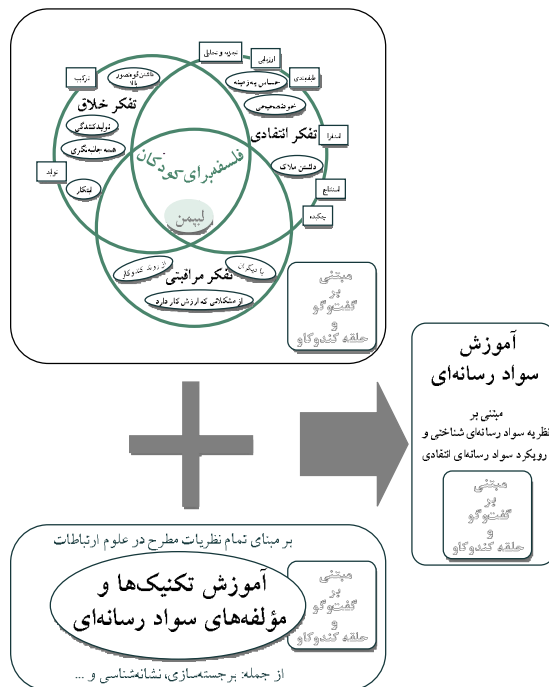 تجزیه و تحلیل
ارزیابی
طبقه‌بندی
استقرا
استنتاج
چکیده
ترکیب
تولد
داشتن قوه تصور بالا
تفکر خلاق
تولیدکنندگی
همه جانبه‌نگری
ابتکار
حساس به زمینه
خودتصحیحی
تفکر انتقادی
داشتن ملاک
فلسفه برای کودکان
لیپمن
تفکر مراقبتی
از روند کندوکاو
با دیگران
از مشکلاتی که ارزش کار دارد
مبتنی
بر
گفت‌وگو
و
حلقه کندوکاو
آموزش
سواد رسانه‌ای
مبتنی بر
نظریه سواد رسانه‌ای شناختی و
رویکرد سواد رسانه‌ای انتقادی
مبتنی
بر
گفت‌وگو
و
حلقه کندوکاو
بر مبنای تمام نظریات مطرح در علوم ارتباطات
آموزش تکنیک‌ها و
مؤلفه‌های سواد رسانه‌ای
مبتنی
بر
گفت‌وگو
و
حلقه کندوکاو
از جمله: برجسته‌سازی، نشانه‌شناسی و ...